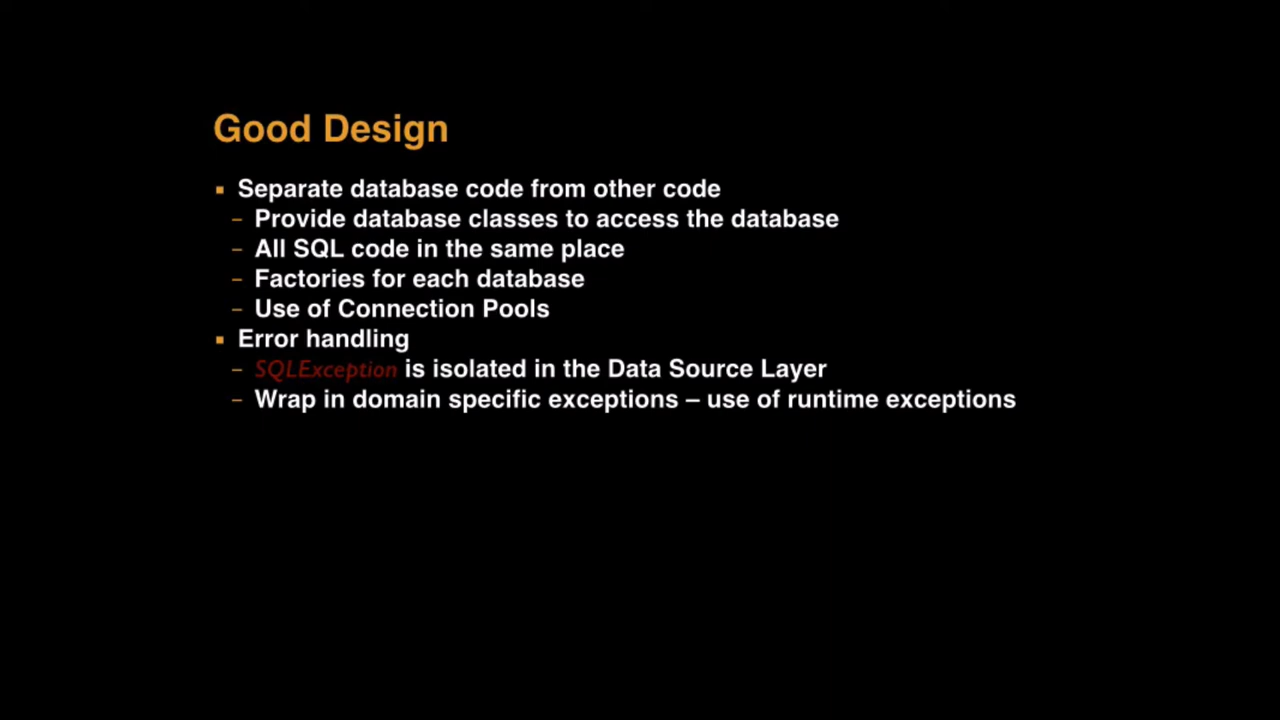 Good Design
▪ Separate database code from other code
– Provide database classes to access the database
– All SQL code in the same place
– Factories for each database
– Use of Connection Pools
▪ Error handling
– SQLException is isolated in the Data Source Layer
– Wrap in domain specific exceptions – use of runtime exceptions